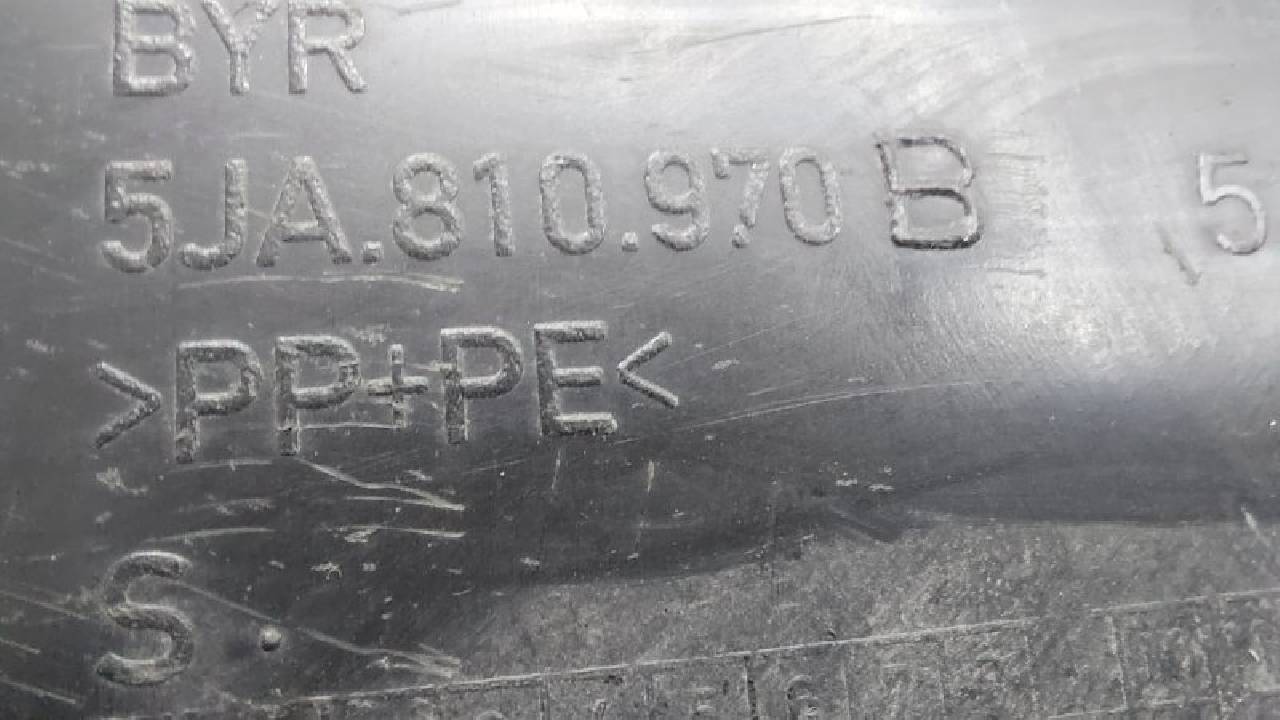 BYR
5JA.810.970 B 5
>PP+PE<
S.